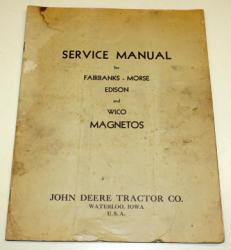 SERVICE MANUAL
for
FAIRBANKS - MORSE
EDISON
and
WICO
MAGNETOS
JOHN DEERE TRACTOR CO.
WATERLOO, IOWA
U.S.A.